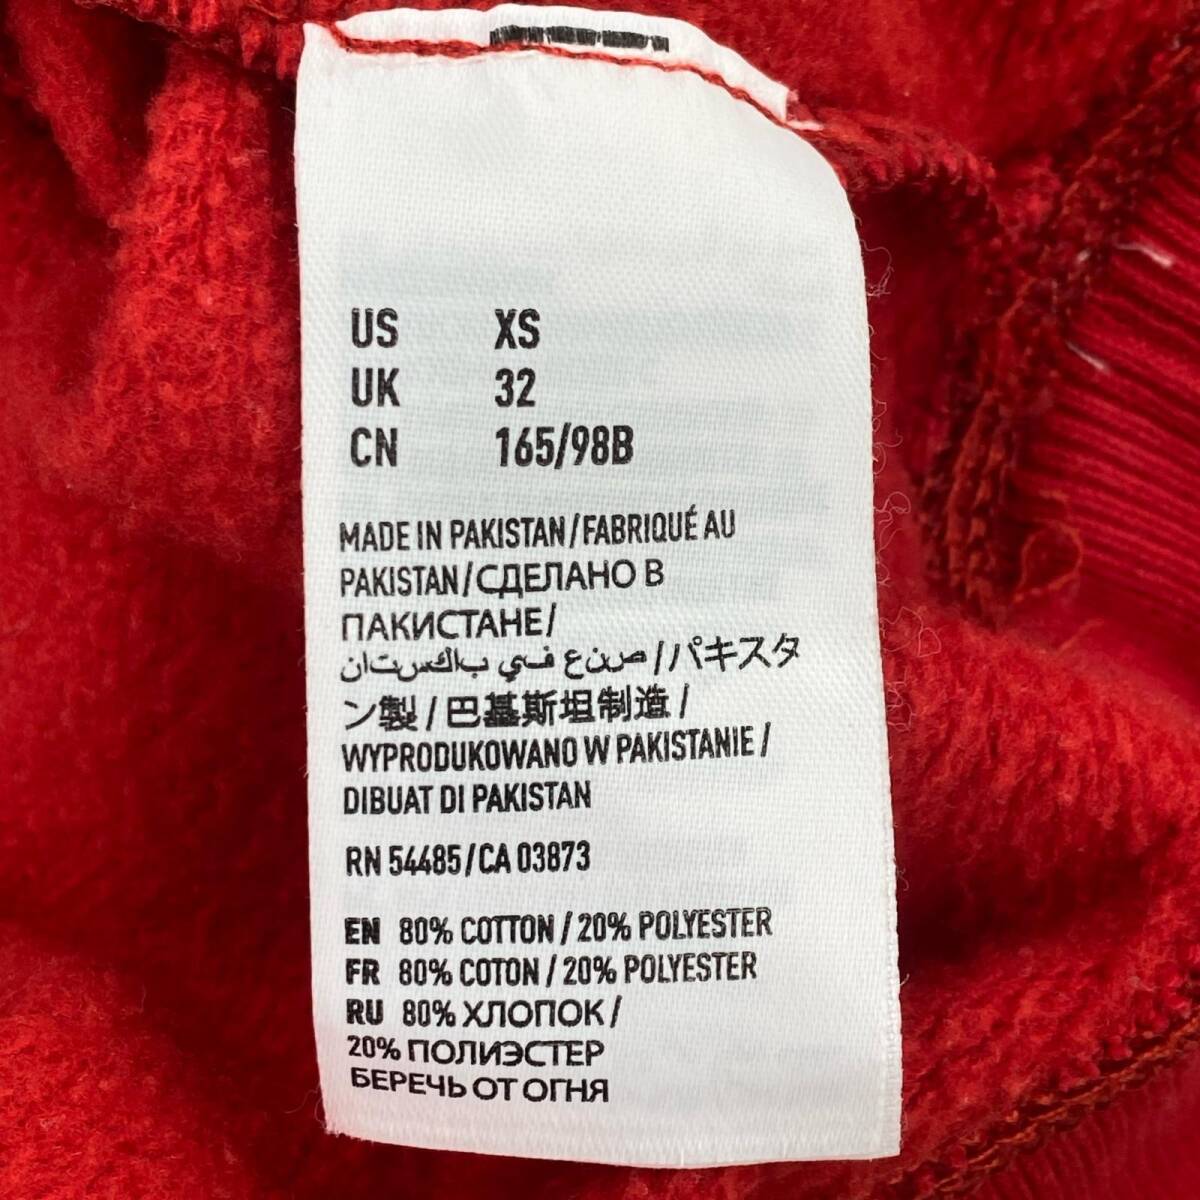 US XS
UK 32
CN 165/98B
MADE IN PAKISTAN/FABRIQUÉ AU
PAKISTAN/СДЕЛАНО В
ПАКИСТАНЕ/
صنع في باكستان/パキスタ
ン製/巴基斯坦制造/
WYPRODUKOWANO W PAKISTANIE/
DIBUAT DI PAKISTAN
RN 54485/CA 03873
EN 80% COTTON/20% POLYESTER
FR 80% COTON/20% POLYESTER
RU 80% ХЛОПОК/
20% ПОЛИЭСТЕР
БЕРЕЧЬ ОТ ОГНЯ